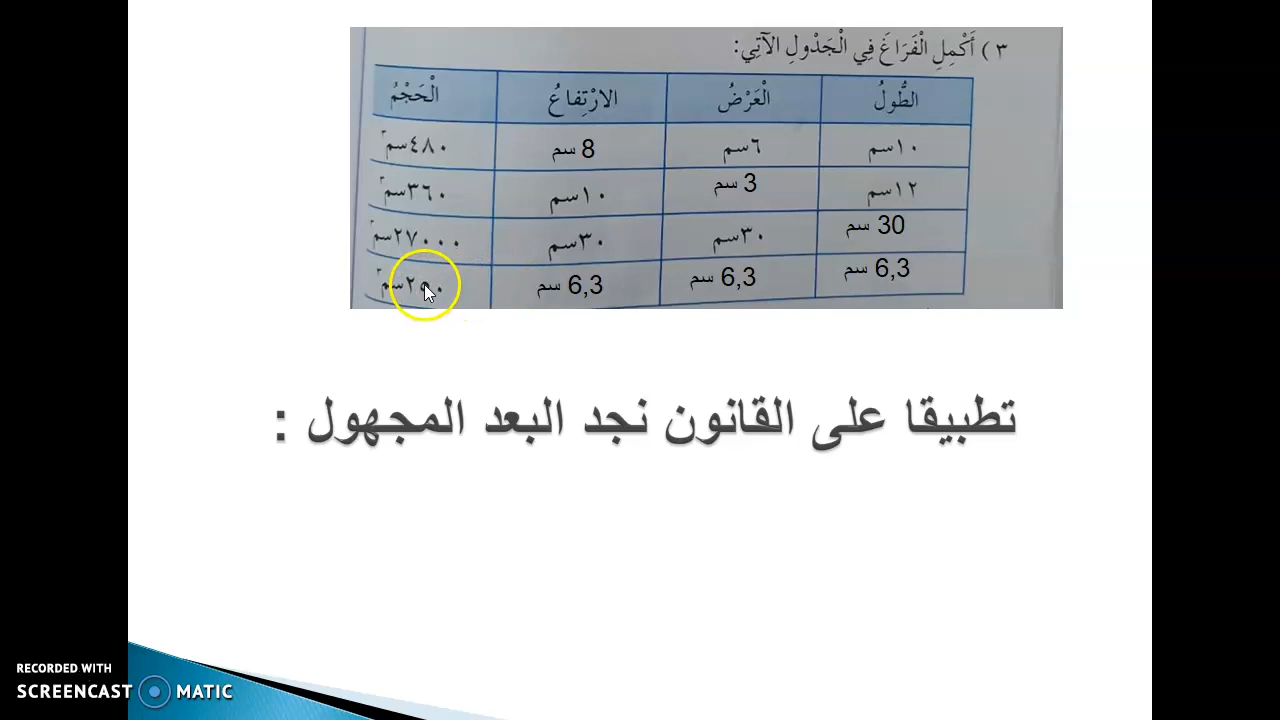 ٣) أَكْمِلِ الْفَرَاغَ فِي الْجَدْوَلِ الآتِي:
الطُّولُ الْعَرْضُ الارْتِفاعُ الْحَجْمُ
١٠سم ٦سم 8 سم ٤٨٠سم٣
١٢سم 3 سم ١٠سم ٣٦٠سم٣
30 سم ٣٠سم ٣٠سم ٢٧٠٠٠سم٣
6,3 سم 6,3 سم 6,3 سم ٢٥٠سم٣
تطبيقا على القانون نجد البعد المجهول :
RECORDED WITH
SCREENCAST MATIC